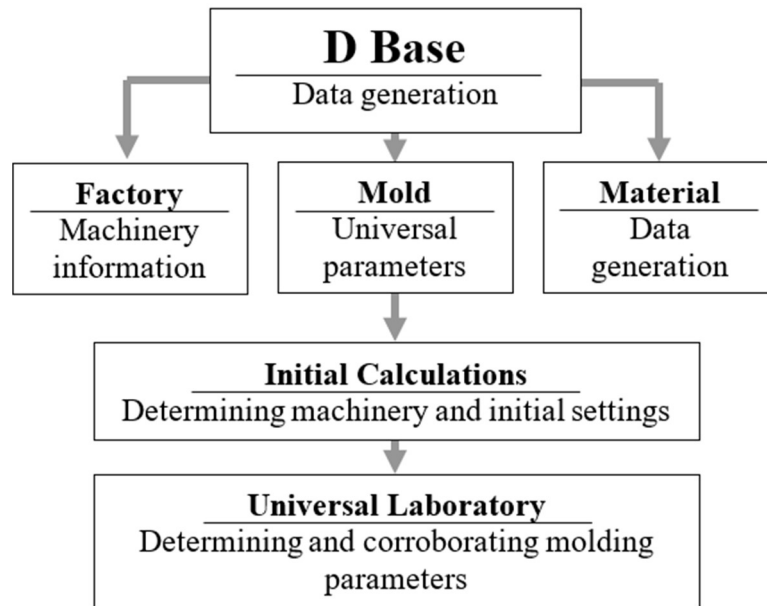 D Base
Data generation
Factory
Machinery
information
Mold
Universal
parameters
Material
Data
generation
Initial Calculations
Determining machinery and initial settings
Universal Laboratory
Determining and corroborating molding
parameters